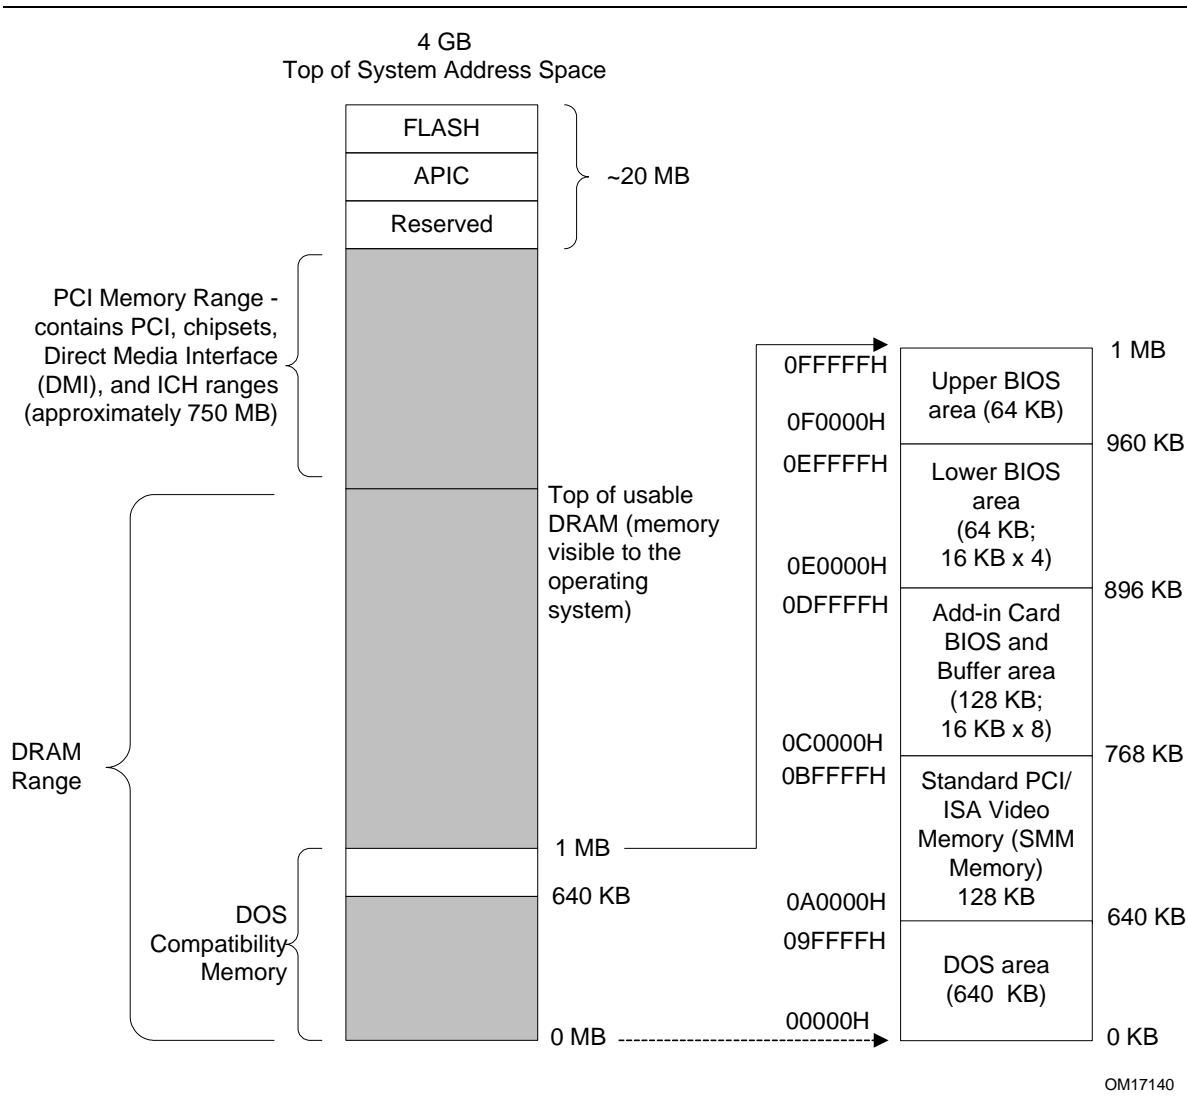 4 GB
Top of System Address Space
FLASH
APIC
Reserved
~20 MB
PCI Memory Range -
contains PCI, chipsets,
Direct Media Interface
(DMI), and ICH ranges
(approximately 750 MB)
Top of usable
DRAM (memory
visible to the
operating
system)
DRAM
Range
1 MB
640 KB
DOS
Compatibility
Memory
0 MB
0FFFFFH
0F0000H
0EFFFFH
0E0000H
0DFFFFH
0C0000H
0BFFFFH
0A0000H
09FFFFH
00000H
Upper BIOS
area (64 KB)
Lower BIOS
area
(64 KB;
16 KB x 4)
Add-in Card
BIOS and
Buffer area
(128 KB;
16 KB x 8)
Standard PCI/
ISA Video
Memory (SMM
Memory)
128 KB
DOS area
(640 KB)
1 MB
960 KB
896 KB
768 KB
640 KB
0 KB
OM17140